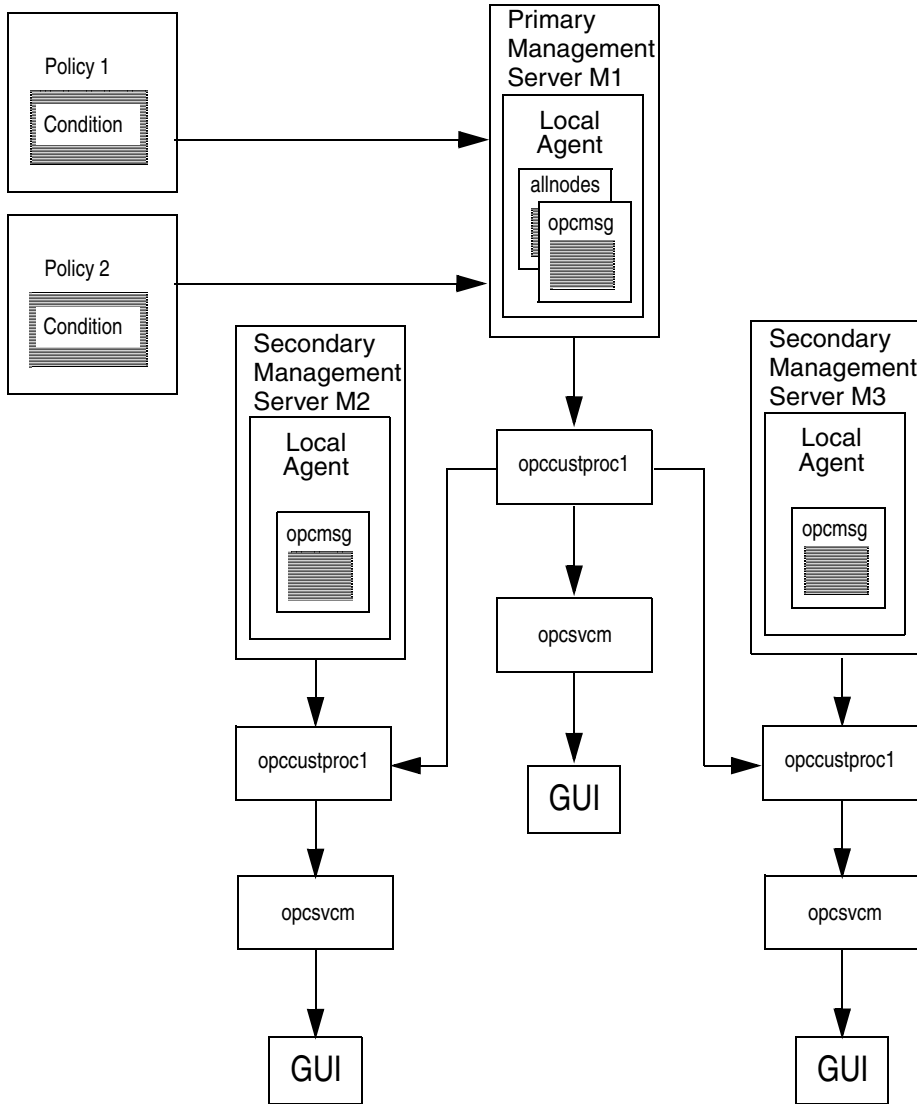 Policy 1
Condition
Policy 2
Condition
Primary
Management
Server M1
Local
Agent
allnodes
opcmsg
Secondary
Management
Server M2
Local
Agent
opcmsg
Secondary
Management
Server M3
Local
Agent
opcmsg
opccustproc1
opcsvcm
GUI
opccustproc1
opcsvcm
GUI
opccustproc1
opcsvcm
GUI